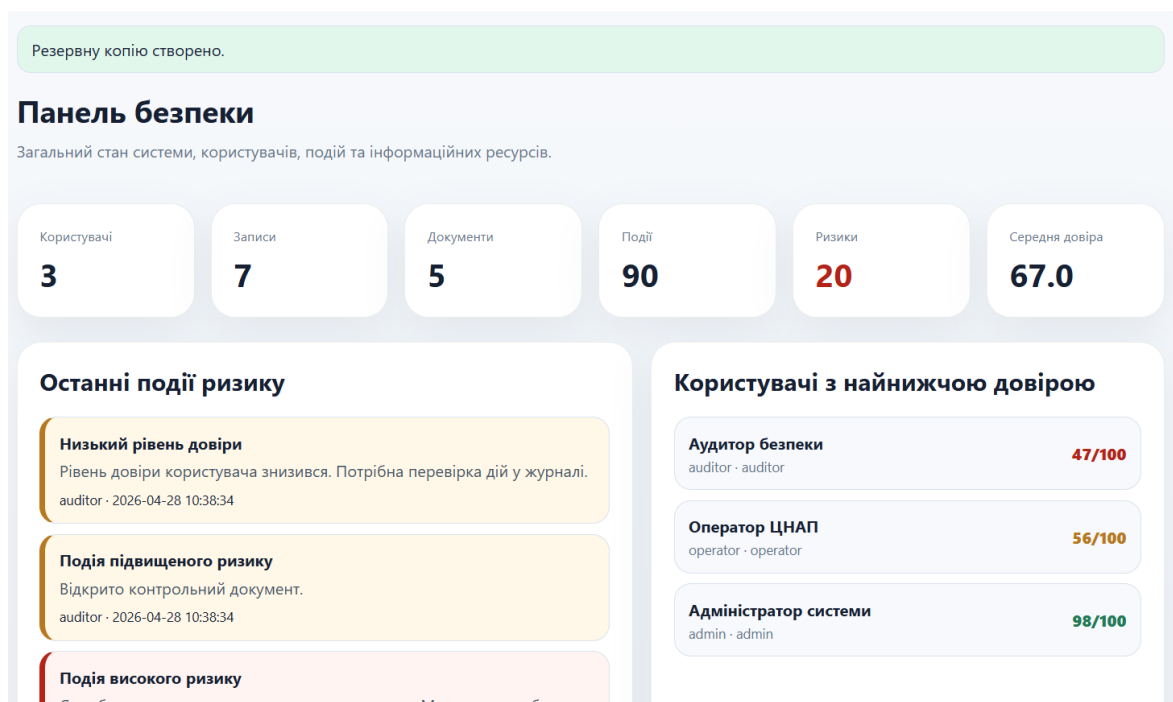 Резервну копію створено.
Панель безпеки
Загальний стан системи, користувачів, подій та інформаційних ресурсів.
Користувачі
3
Записи
7
Документи
5
Події
90
Ризики
20
Середня довіра
67.0
Останні події ризику
Низький рівень довіри
Рівень довіри користувача знизився. Потрібна перевірка дій у журналі.
auditor · 2026-04-28 10:38:34
Подія підвищеного ризику
Відкрито контрольний документ.
auditor · 2026-04-28 10:38:34
Подія високого ризику
Користувачі з найнижчою довірою
Аудитор безпеки
auditor · auditor
47/100
Оператор ЦНАП
operator · operator
56/100
Адміністратор системи
admin · admin
98/100